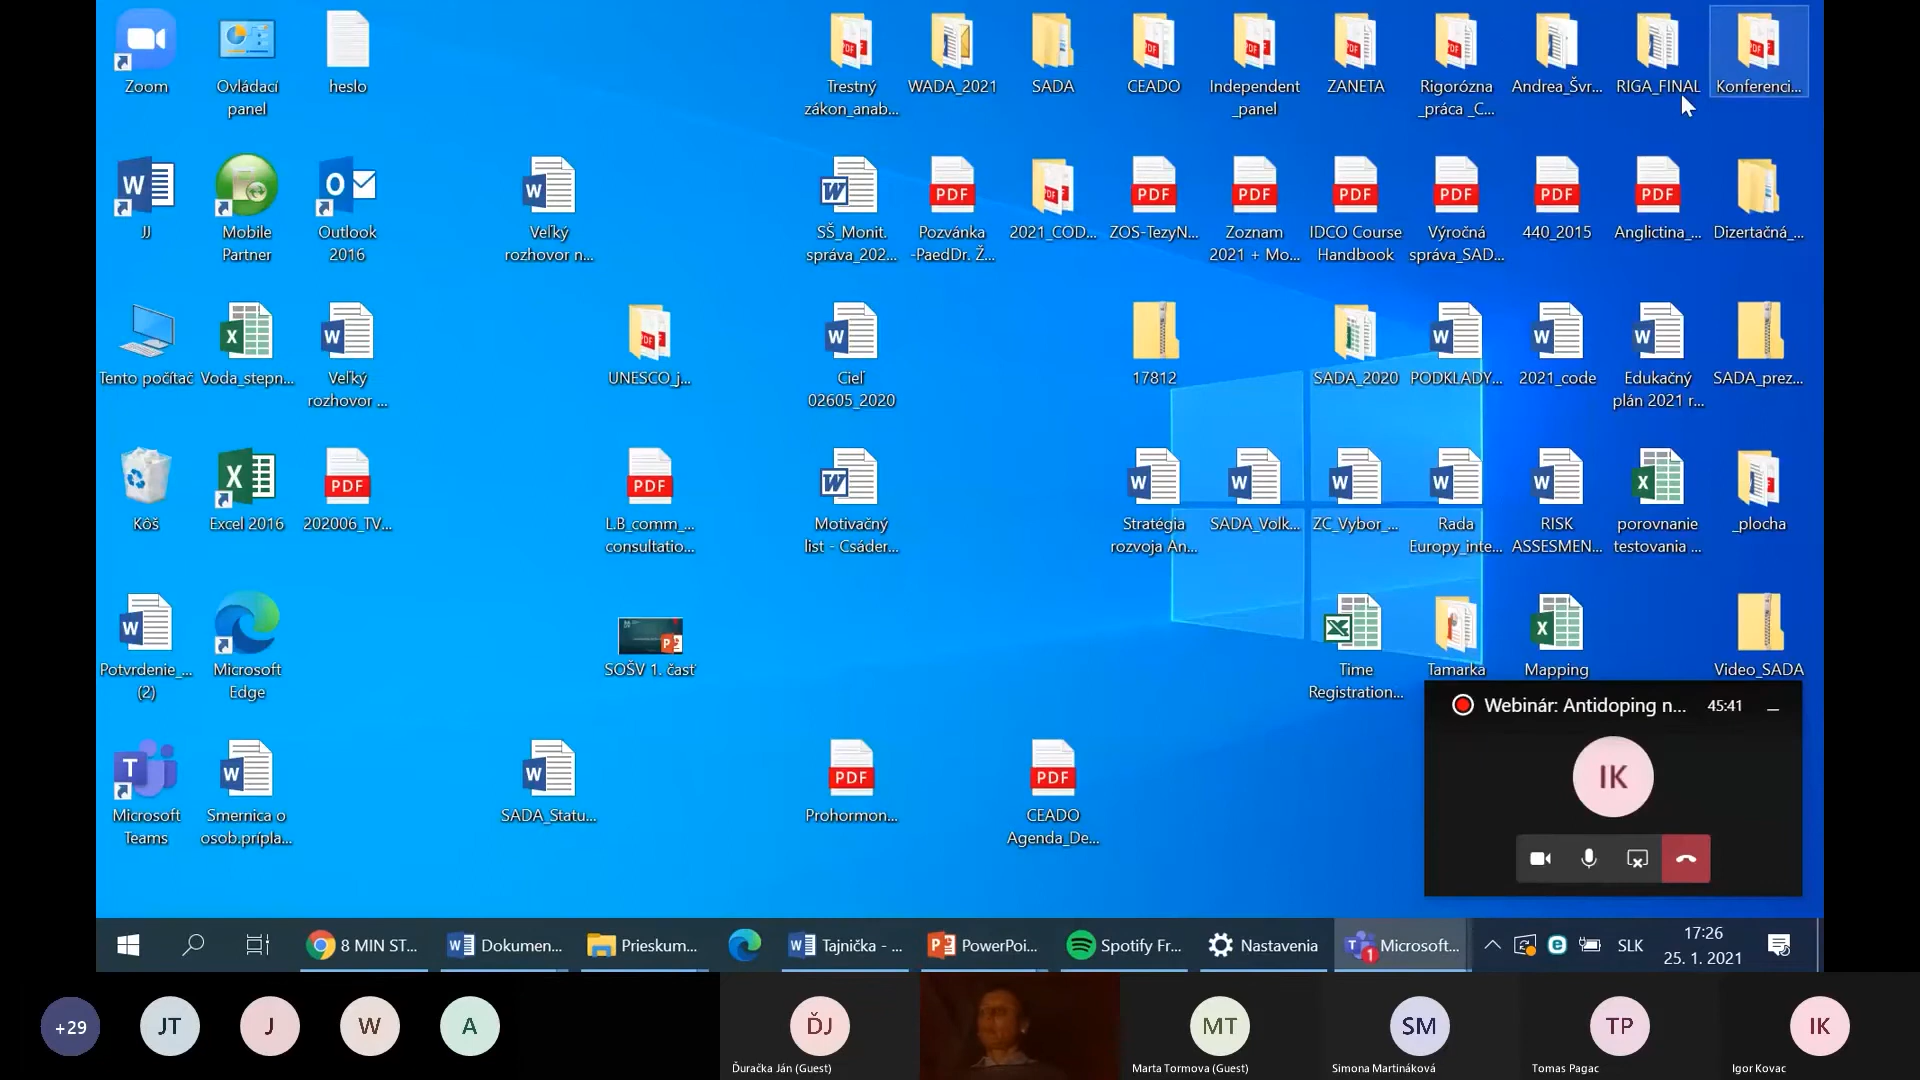 Zoom
Ovládací
panel
heslo
Trestný
zákon_anab...
WADA_2021
SADA
CEADO
Independent
_panel
ZANETA
Rigorózna
_práca _C...
Andrea_Švr...
RIGA_FINAL
Konferenci...
JJ
Mobile
Partner
Outlook
2016
Veľký
rozhovor n...
SŠ_Monit.
správa_202...
Pozvánka
-PaedDr. Ž...
2021_COD...
ZOS-TezyN...
Zoznam
2021 + Mo...
IDCO Course
Handbook
Výročná
správa_SAD...
440_2015
Anglictina_...
Dizertačná_...
Tento počítač
Voda_stepn...
Veľký
rozhovor ...
UNESCO_j...
Cieľ
02605_2020
17812
SADA_2020
PODKLADY...
2021_code
Edukačný
plán 2021 r...
SADA_prez...
Kôš
Excel 2016
202006_TV...
L.B_comm_...
consultatio...
Motivačný
list - Csáder...
Stratégia
rozvoja An...
SADA_Volk...
ZC_Vybor_...
Rada
Europy_inte...
RISK
ASSESMEN...
porovnanie
testovania ...
_plocha
Potvrdenie_...
(2)
Microsoft
Edge
SOŠV 1. časť
Time
Registration...
Tamarka
Mapping
Video_SADA
Microsoft
Teams
Smernica o
osob.prípla...
SADA_Statu...
Prohormon...
CEADO
Agenda_De...
Webinár: Antidoping n...
45:41
IK
8 MIN ST...
Dokumen...
Prieskum...
Tajnička - ...
PowerPoi...
Spotify Fr...
Nastavenia
Microsoft...
SLK
17:26
25. 1. 2021
+29
JT
J
W
A
ĎJ
MT
SM
TP
IK
Ďuračka Ján (Guest)
Marta Tormova (Guest)
Simona Martináková
Tomas Pagac
Igor Kovac